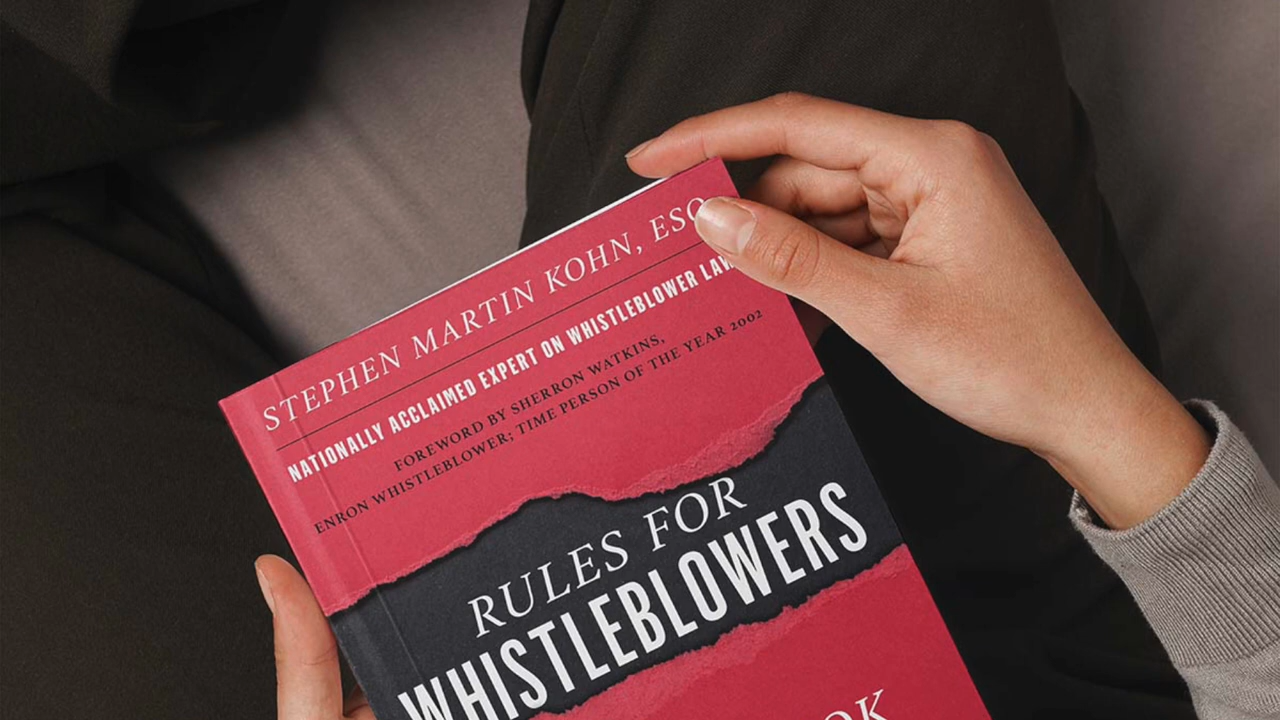 STEPHEN MARTIN KOHN, ESQ
NATIONALLY ACCLAIMED EXPERT ON WHISTLEBLOWER LAW
FOREWORD BY SHERRON WATKINS,
ENRON WHISTLEBLOWER; TIME PERSON OF THE YEAR 2002
RULES FOR
WHISTLEBLOWERS